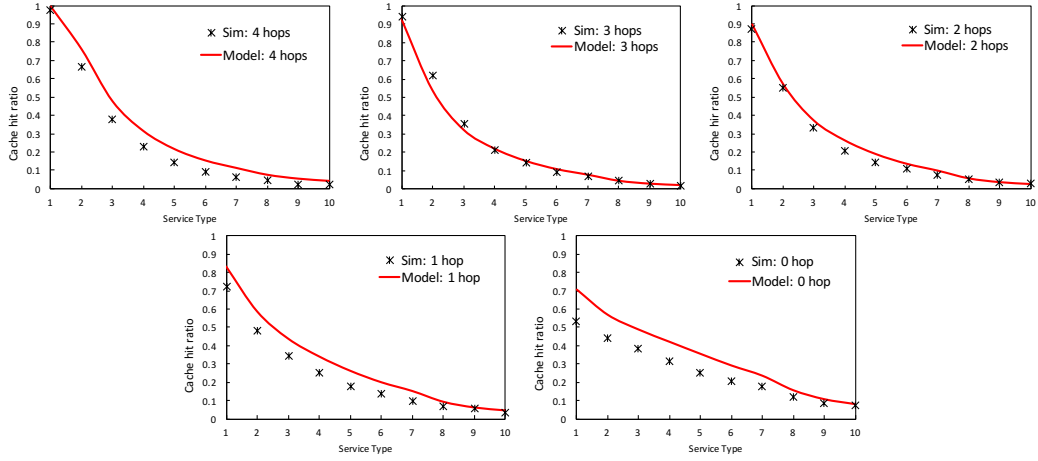 1
0.9
0.8
0.7
0.6
0.5
0.4
0.3
0.2
0.1
0
Cache hit ratio
Sim: 4 hops
Model: 4 hops
1 2 3 4 5 6 7 8 9 10
Service Type
1
0.9
0.8
0.7
0.6
0.5
0.4
0.3
0.2
0.1
0
Cache hit ratio
Sim: 3 hops
Model: 3 hops
1 2 3 4 5 6 7 8 9 10
Service Type
1
0.9
0.8
0.7
0.6
0.5
0.4
0.3
0.2
0.1
0
Cache hir ratio
Sim: 2 hops
Model: 2 hops
1 2 3 4 5 6 7 8 9 10
Service Type
1
0.9
0.8
0.7
0.6
0.5
0.4
0.3
0.2
0.1
0
Cache hit ratio
Sim: 1 hop
Model: 1 hop
1 2 3 4 5 6 7 8 9 10
Service Type
1
0.9
0.8
0.7
0.6
0.5
0.4
0.3
0.2
0.1
0
Cache hit ratio
Sim: 0 hop
Model: 0 hop
1 2 3 4 5 6 7 8 9 10
Service Type